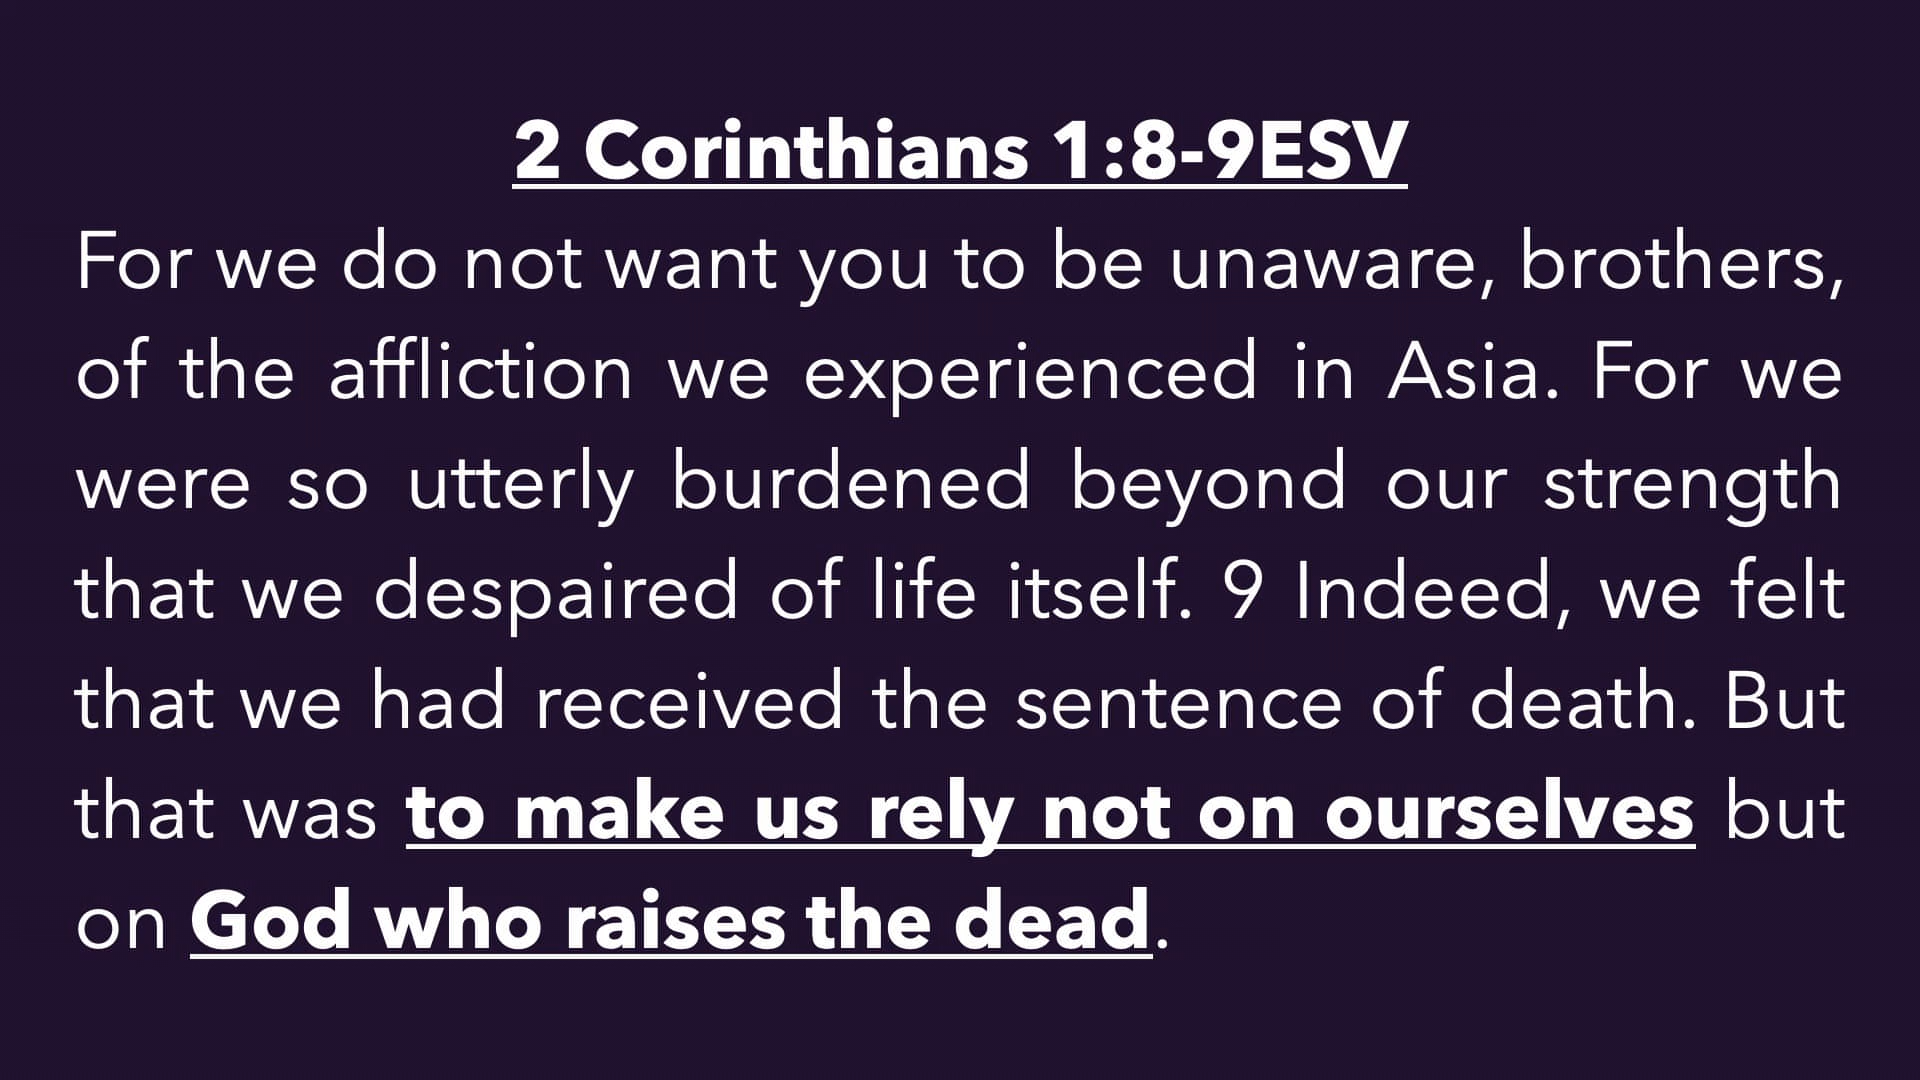 2 Corinthians 1:8-9ESV
For we do not want you to be unaware, brothers,
of the affliction we experienced in Asia. For we
were so utterly burdened beyond our strength
that we despaired of life itself. 9 Indeed, we felt
that we had received the sentence of death. But
that was to make us rely not on ourselves but
on God who raises the dead.